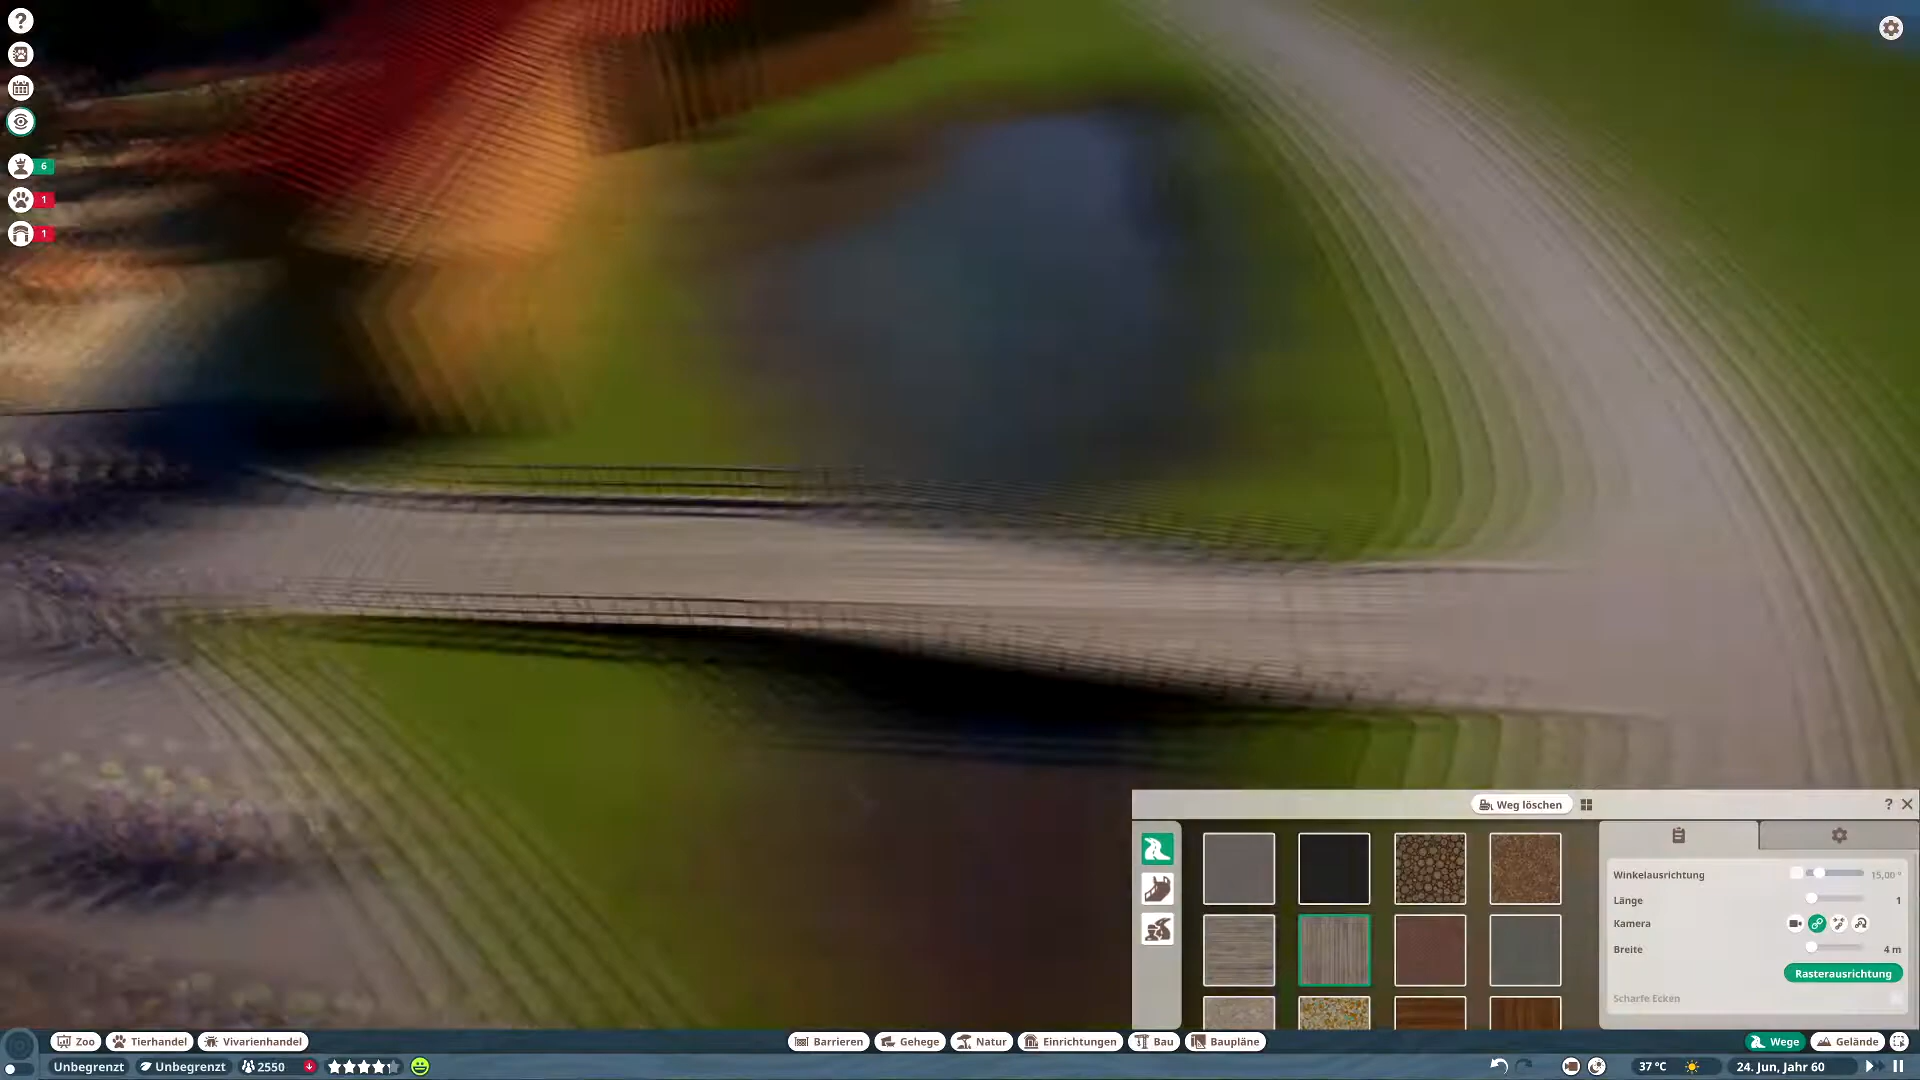 ?
6
1
1
Weg löschen
?
Winkelausrichtung 15,00 °
Länge 1
Kamera
Breite 4 m
Rasterausrichtung
Scharfe Ecken
Zoo Tierhandel Vivarienhandel Barrieren Gehege Natur Einrichtungen Bau Baupläne Wege Gelände
Unbegrenzt Unbegrenzt 2550 37 °C 24. Jun, Jahr 60